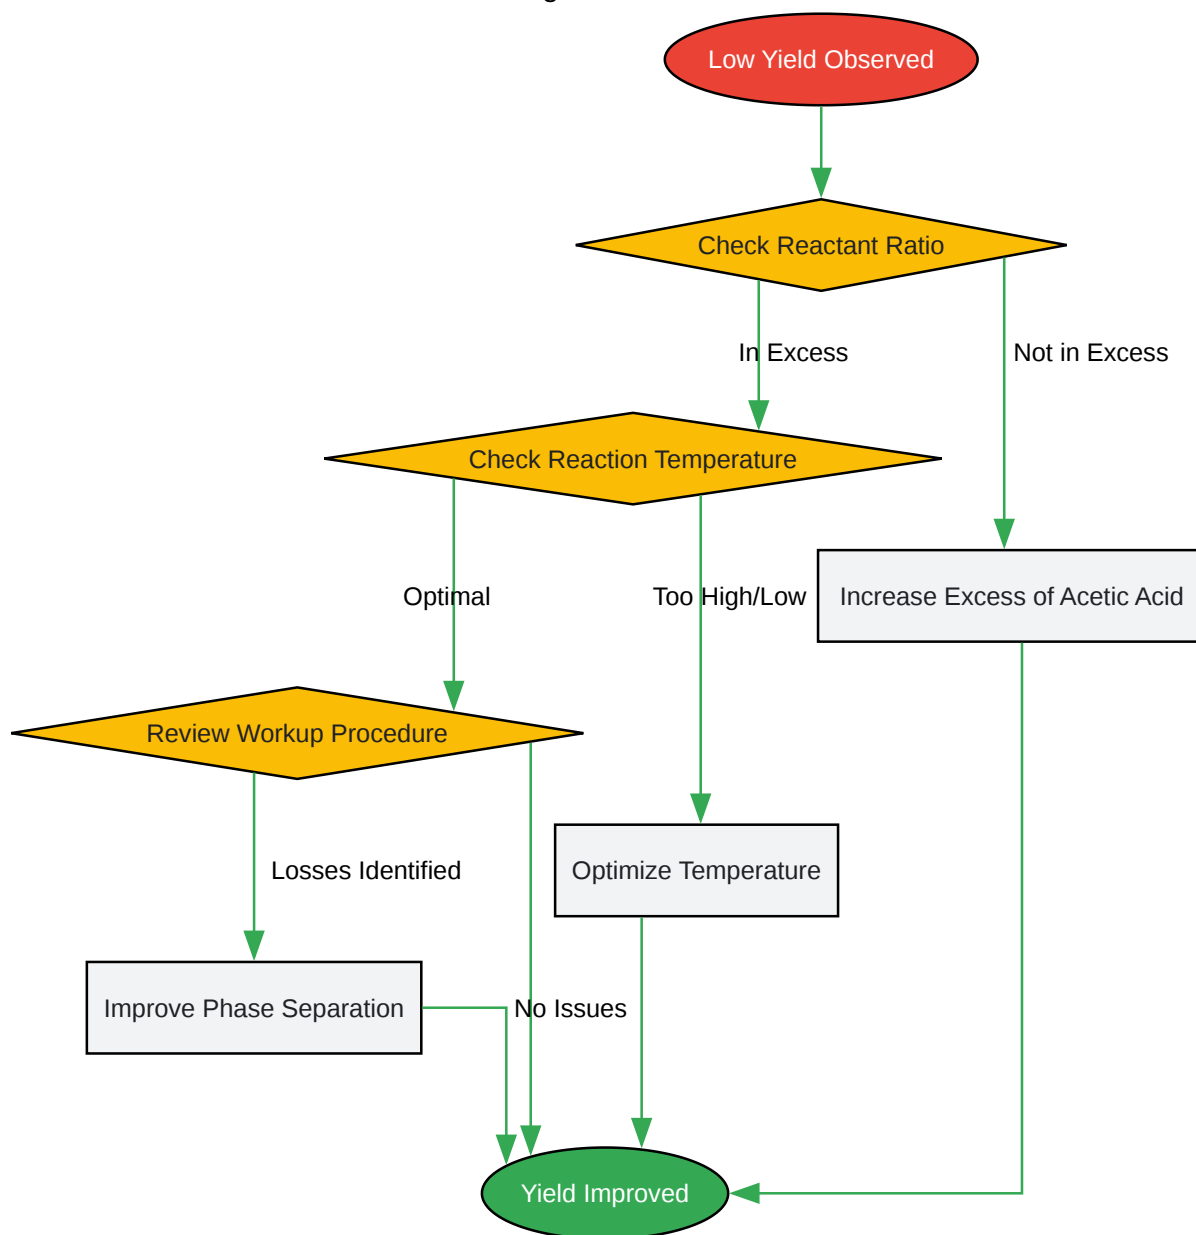 Low Yield Observed
Check Reactant Ratio
In Excess
Not in Excess
Check Reaction Temperature
Optimal
Too High/Low
Increase Excess of Acetic Acid
Review Workup Procedure
Losses Identified
Optimize Temperature
Improve Phase Separation
No Issues
Yield Improved